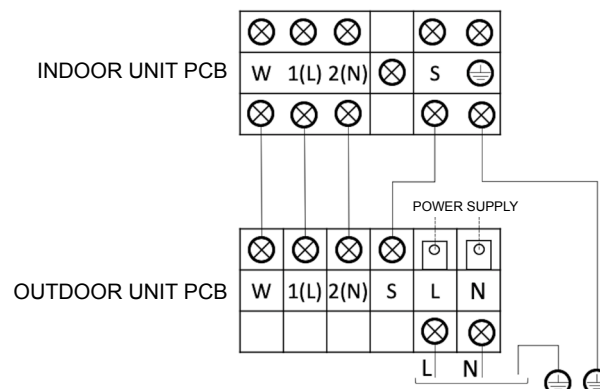 INDOOR UNIT PCB
W 1(L) 2(N) S
POWER SUPPLY
OUTDOOR UNIT PCB
W 1(L) 2(N) S L N
L N